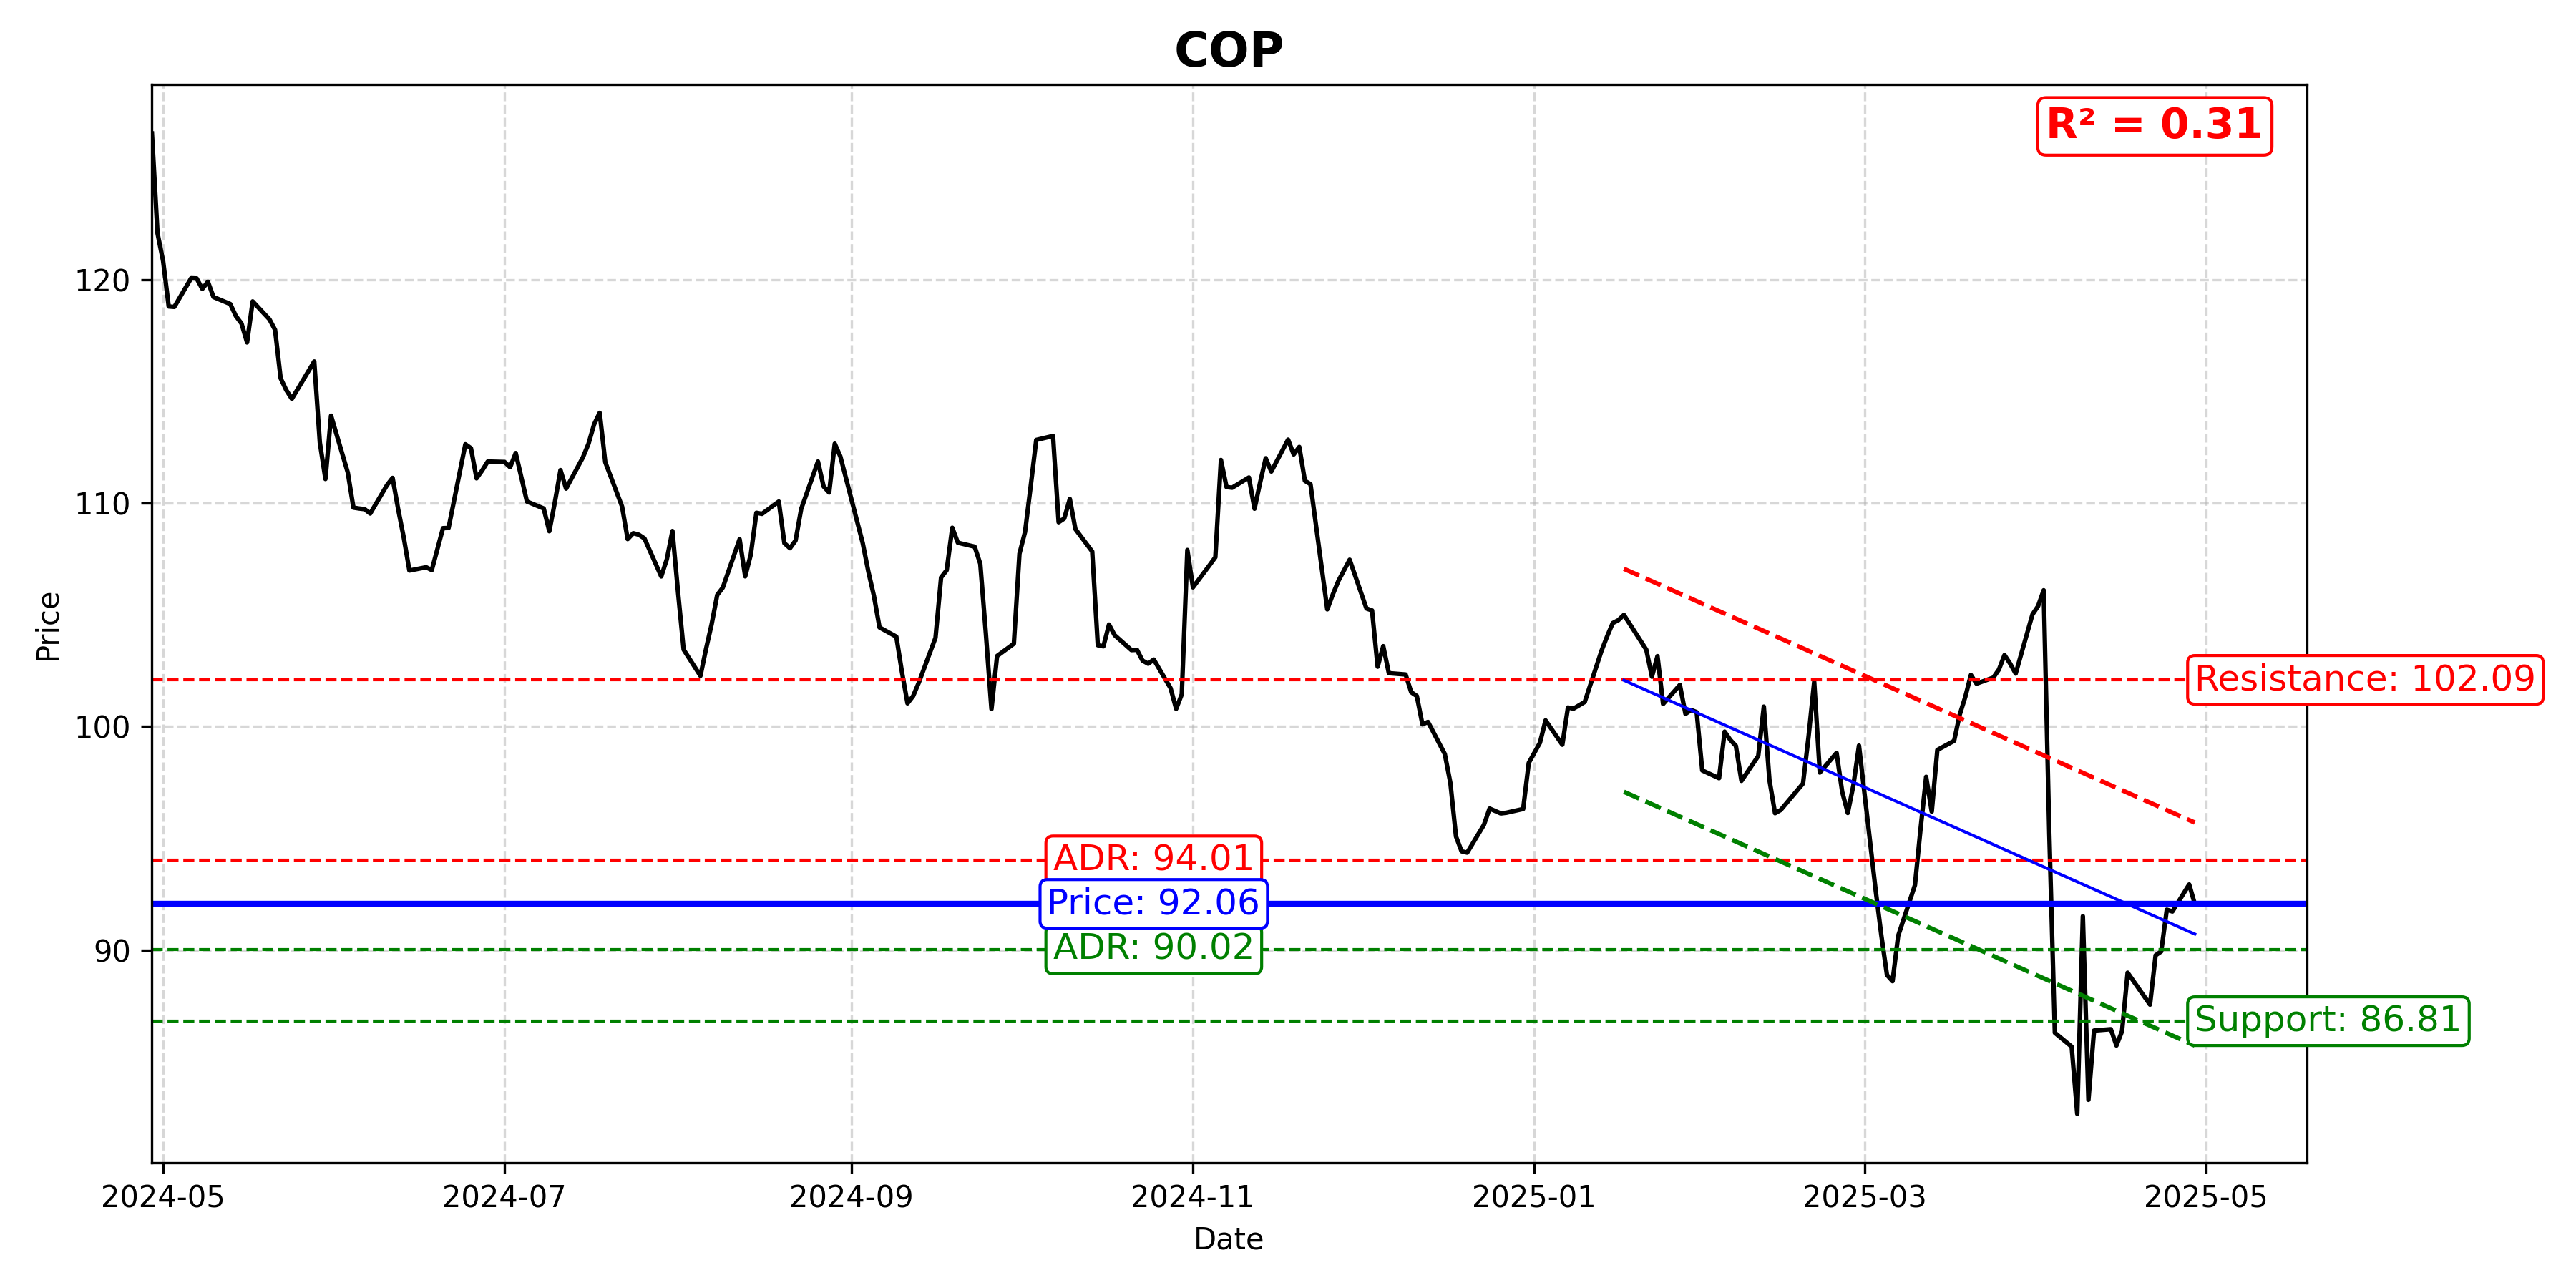 COP
R² = 0.31
120
110
100
90
Price
Resistance: 102.09
ADR: 94.01
Price: 92.06
ADR: 90.02
Support: 86.81
2024-05
2024-07
2024-09
2024-11
2025-01
2025-03
2025-05
Date